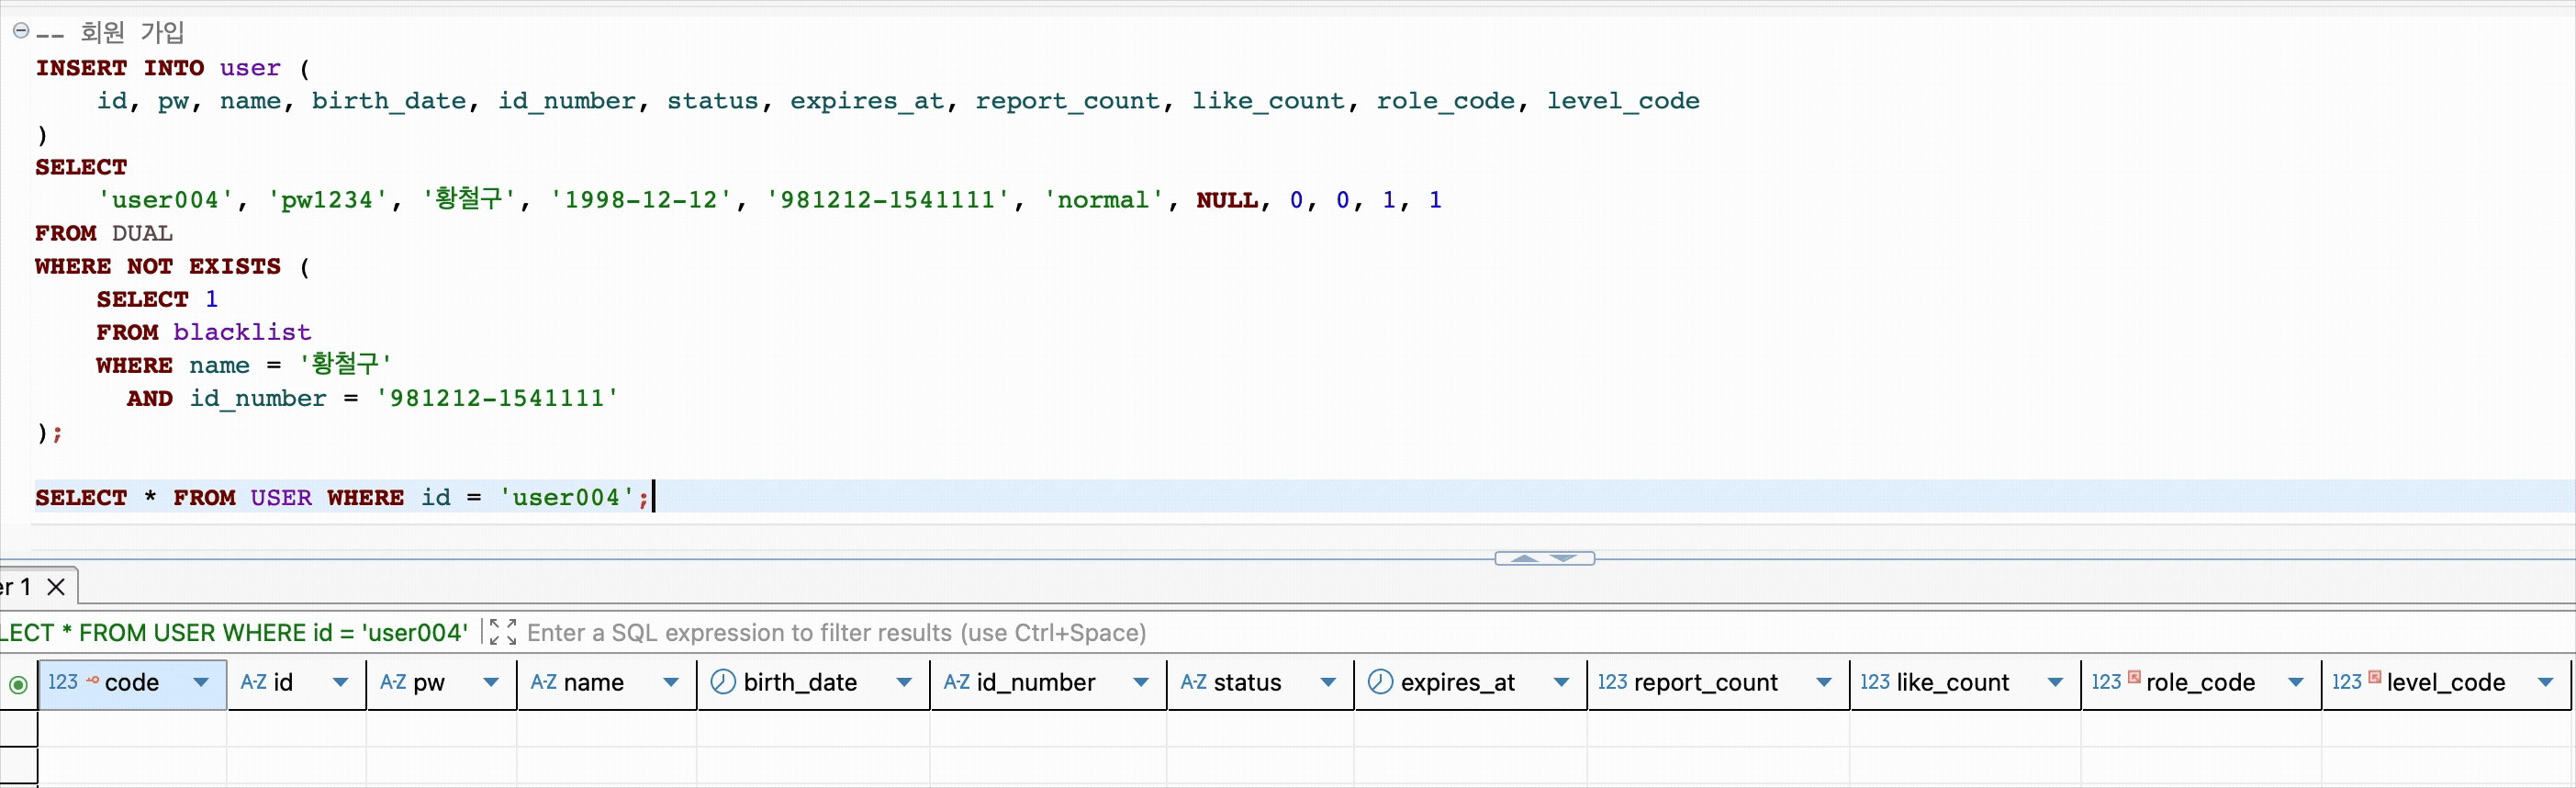 -- 회원 가입
INSERT INTO user (
id, pw, name, birth_date, id_number, status, expires_at, report_count, like_count, role_code, level_code
)
SELECT
'user004', 'pw1234', '황철구', '1998-12-12', '981212-1541111', 'normal', NULL, 0, 0, 1, 1
FROM DUAL
WHERE NOT EXISTS (
SELECT 1
FROM blacklist
WHERE name = '황철구'
AND id_number = '981212-1541111'
);
SELECT * FROM USER WHERE id = 'user004';
er 1
LECT * FROM USER WHERE id = 'user004' Enter a SQL expression to filter results (use Ctrl+Space)
123 code A-Z id A-Z pw A-Z name birth_date A-Z id_number A-Z status expires_at 123 report_count 123 like_count 123 role_code 123 level_code